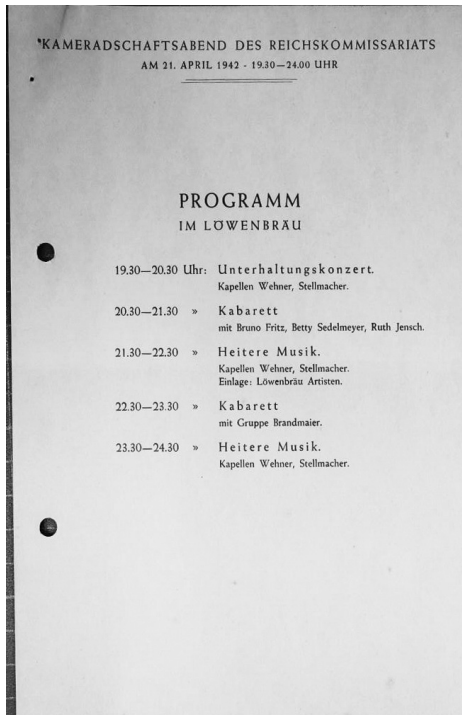 KAMERADSCHAFTSABEND DES REICHSKOMMISSARIATS
AM 21. APRIL 1942 - 19.30—24.00 UHR
PROGRAMM
IM LÖWENBRÄU
19.30—20.30 Uhr: Unterhaltungskonzert.
Kapellen Wehner, Stellmacher.
20.30—21.30 » Kabarett
mit Bruno Fritz, Betty Sedelmeyer, Ruth Jensch.
21.30—22.30 » Heitere Musik.
Kapellen Wehner, Stellmacher.
Einlage: Löwenbräu Artisten.
22.30—23.30 » Kabarett
mit Gruppe Brandmaier.
23.30—24.30 » Heitere Musik.
Kapellen Wehner, Stellmacher.